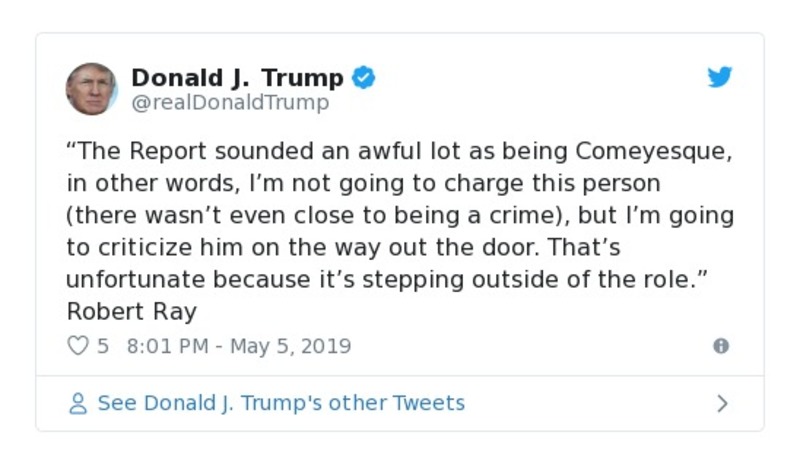 Donald J. Trump
@realDonaldTrump
“The Report sounded an awful lot as being Comeyesque,
in other words, I’m not going to charge this person
(there wasn’t even close to being a crime), but I’m going
to criticize him on the way out the door. That’s
unfortunate because it’s stepping outside of the role.”
Robert Ray
5 8:01 PM - May 5, 2019
See Donald J. Trump's other Tweets